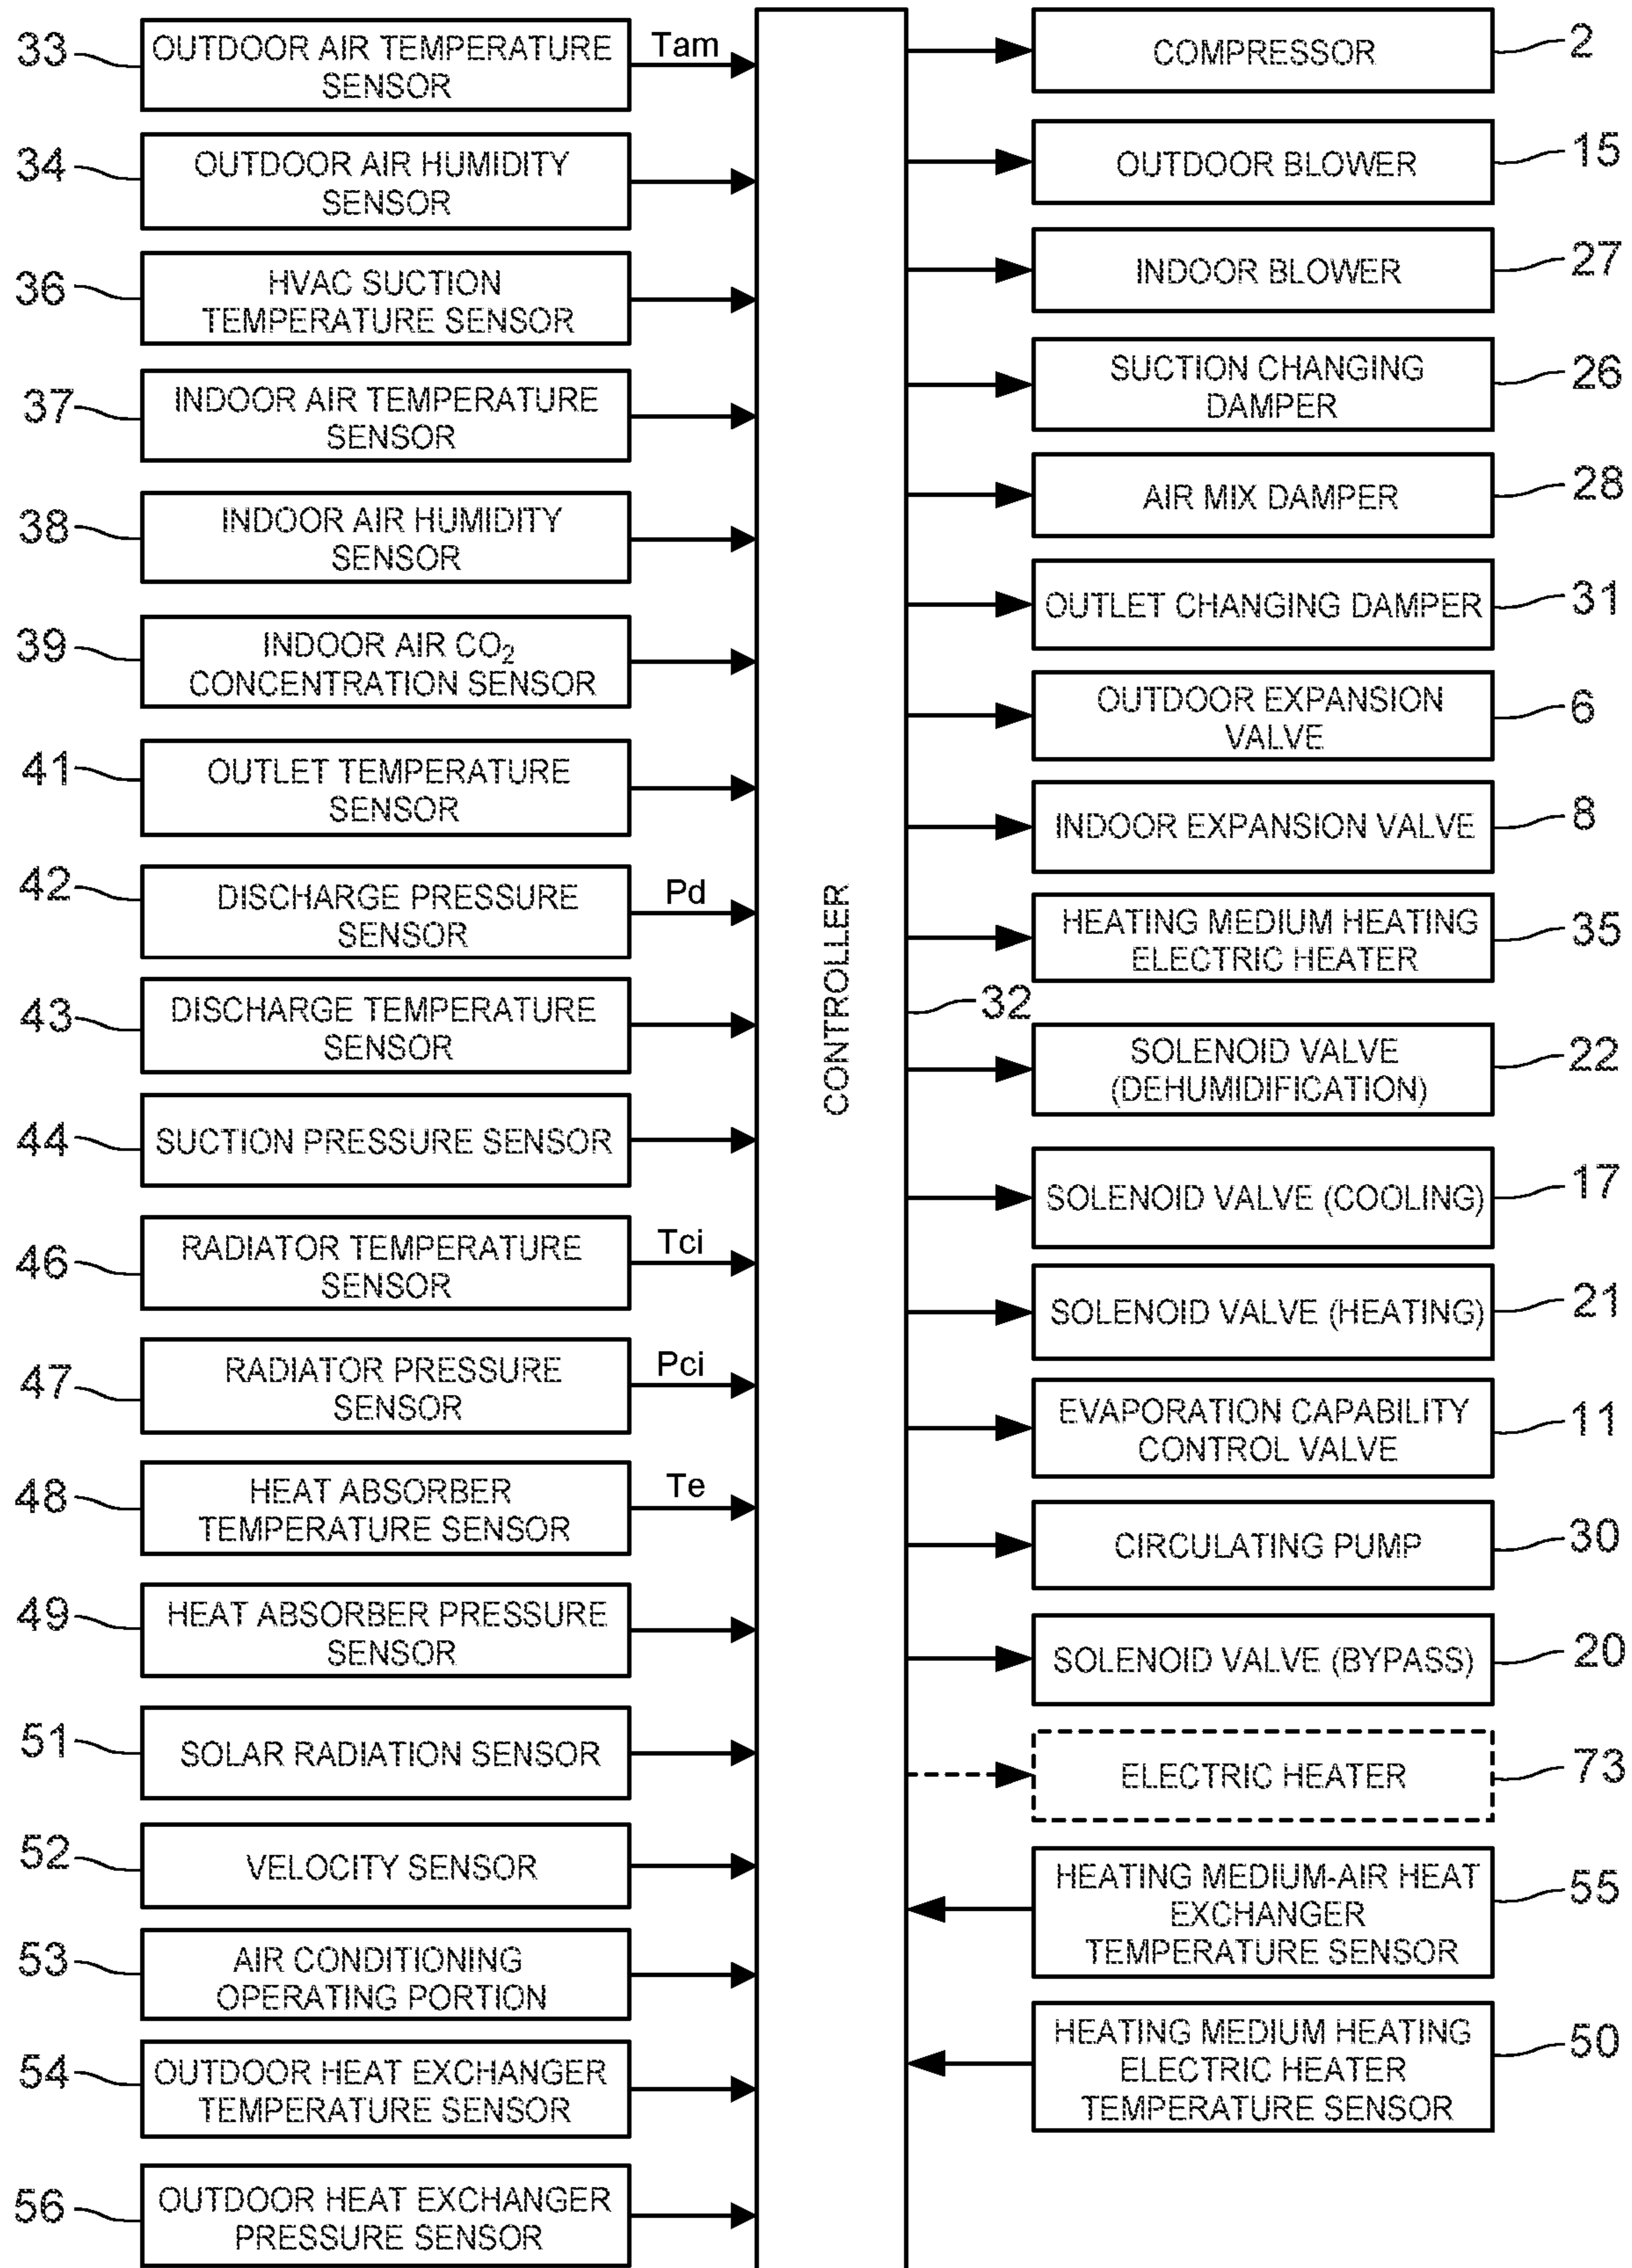 33
OUTDOOR AIR TEMPERATURE
SENSOR
Tam
34
OUTDOOR AIR HUMIDITY
SENSOR
36
HVAC SUCTION
TEMPERATURE SENSOR
37
INDOOR AIR TEMPERATURE
SENSOR
38
INDOOR AIR HUMIDITY
SENSOR
39
INDOOR AIR CO₂
CONCENTRATION SENSOR
41
OUTLET TEMPERATURE
SENSOR
42
DISCHARGE PRESSURE
SENSOR
Pd
43
DISCHARGE TEMPERATURE
SENSOR
44
SUCTION PRESSURE SENSOR
46
RADIATOR TEMPERATURE
SENSOR
Tci
47
RADIATOR PRESSURE
SENSOR
Pci
48
HEAT ABSORBER
TEMPERATURE SENSOR
Te
49
HEAT ABSORBER PRESSURE
SENSOR
51
SOLAR RADIATION SENSOR
52
VELOCITY SENSOR
53
AIR CONDITIONING
OPERATING PORTION
54
OUTDOOR HEAT EXCHANGER
TEMPERATURE SENSOR
56
OUTDOOR HEAT EXCHANGER
PRESSURE SENSOR
CONTROLLER
32
COMPRESSOR
2
OUTDOOR BLOWER
15
INDOOR BLOWER
27
SUCTION CHANGING
DAMPER
26
AIR MIX DAMPER
28
OUTLET CHANGING DAMPER
31
OUTDOOR EXPANSION
VALVE
6
INDOOR EXPANSION VALVE
8
HEATING MEDIUM HEATING
ELECTRIC HEATER
35
SOLENOID VALVE
(DEHUMIDIFICATION)
22
SOLENOID VALVE (COOLING)
17
SOLENOID VALVE (HEATING)
21
EVAPORATION CAPABILITY
CONTROL VALVE
11
CIRCULATING PUMP
30
SOLENOID VALVE (BYPASS)
20
ELECTRIC HEATER
73
HEATING MEDIUM-AIR HEAT
EXCHANGER
TEMPERATURE SENSOR
55
HEATING MEDIUM HEATING
ELECTRIC HEATER
TEMPERATURE SENSOR
50